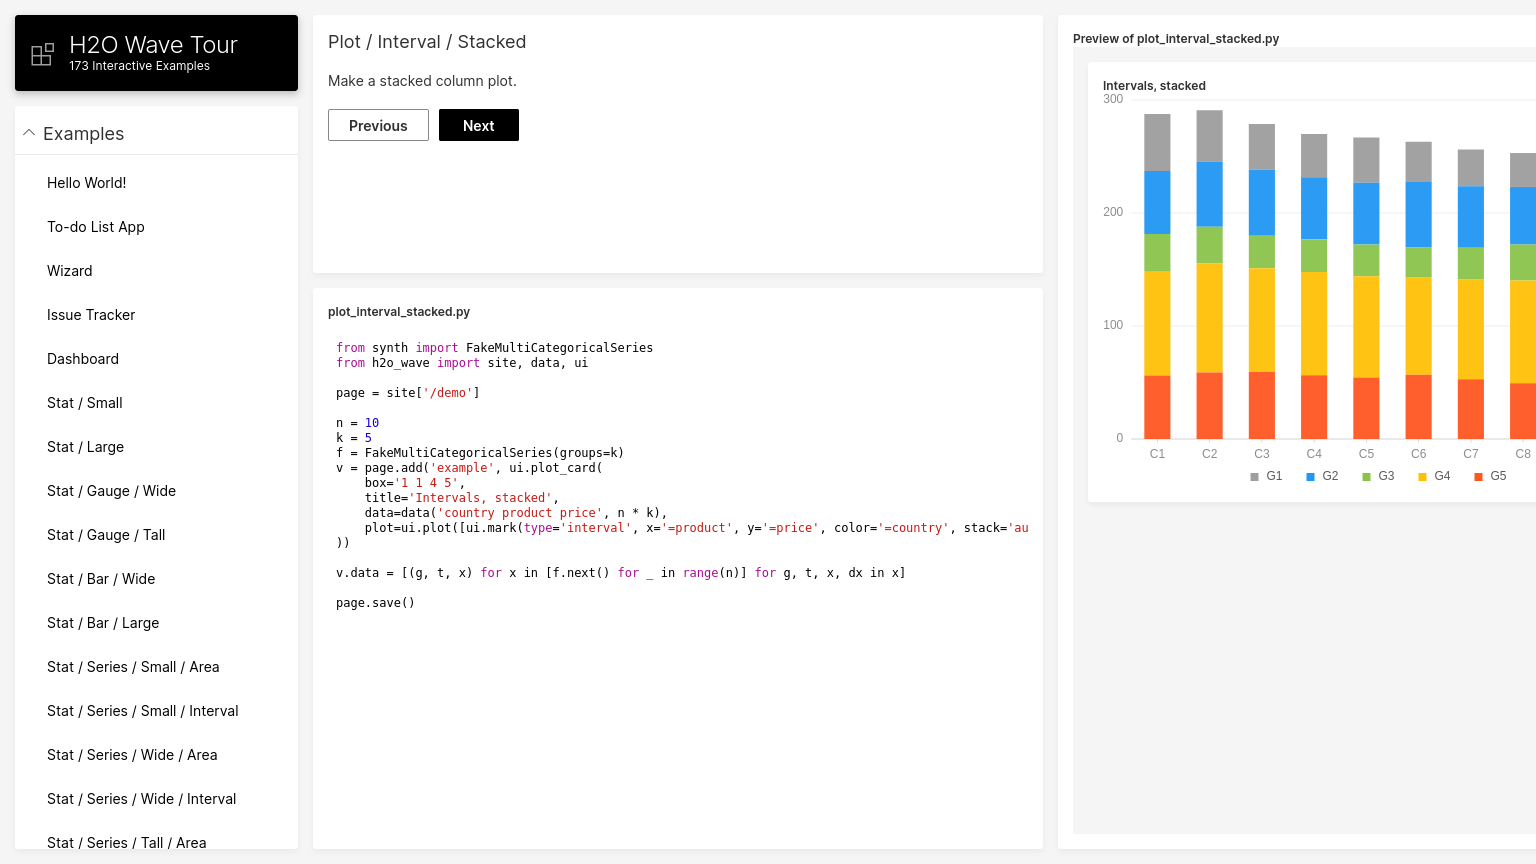 H2O Wave Tour
173 Interactive Examples
Examples
Hello World!
To-do List App
Wizard
Issue Tracker
Dashboard
Stat / Small
Stat / Large
Stat / Gauge / Wide
Stat / Gauge / Tall
Stat / Bar / Wide
Stat / Bar / Large
Stat / Series / Small / Area
Stat / Series / Small / Interval
Stat / Series / Wide / Area
Stat / Series / Wide / Interval
Stat / Series / Tall / Area
Plot / Interval / Stacked
Make a stacked column plot.
Previous Next
plot_interval_stacked.py
from synth import FakeMultiCategoricalSeries
from h2o_wave import site, data, ui
page = site['/demo']
n = 10
k = 5
f = FakeMultiCategoricalSeries(groups=k)
v = page.add('example', ui.plot_card(
    box='1 1 4 5',
    title='Intervals, stacked',
    data=data('country product price', n * k),
    plot=ui.plot([ui.mark(type='interval', x='=product', y='=price', color='=country', stack='au
))
v.data = [(g, t, x) for x in [f.next() for _ in range(n)] for g, t, x, dx in x]
page.save()
Preview of plot_interval_stacked.py
Intervals, stacked
300
200
100
0
C1 C2 C3 C4 C5 C6 C7 C8
G1 G2 G3 G4 G5